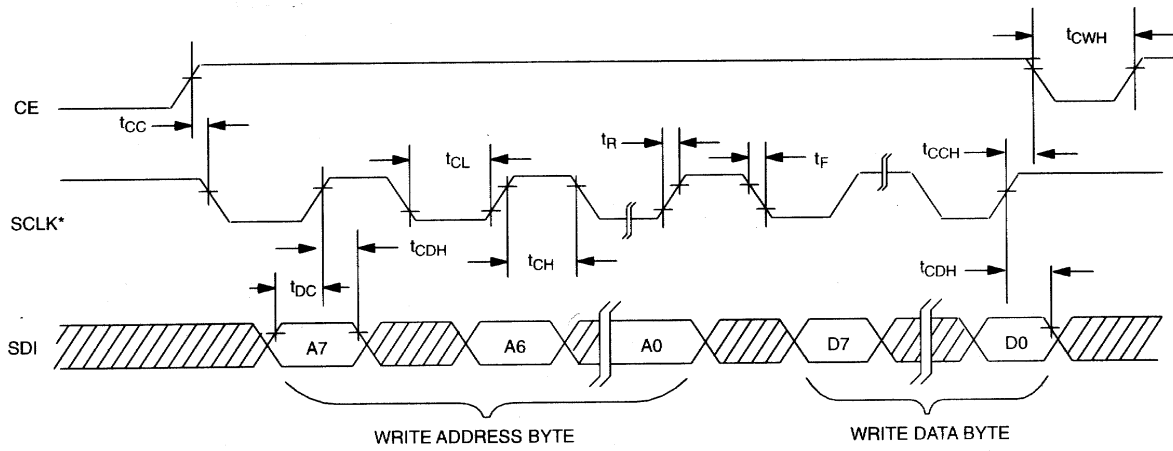 tCWH
CE
tCC
tCL
tR
tF
tCCH
SCLK*
tCDH
tCH
tCDH
tDC
SDI
A7
A6
A0
D7
D0
WRITE ADDRESS BYTE
WRITE DATA BYTE